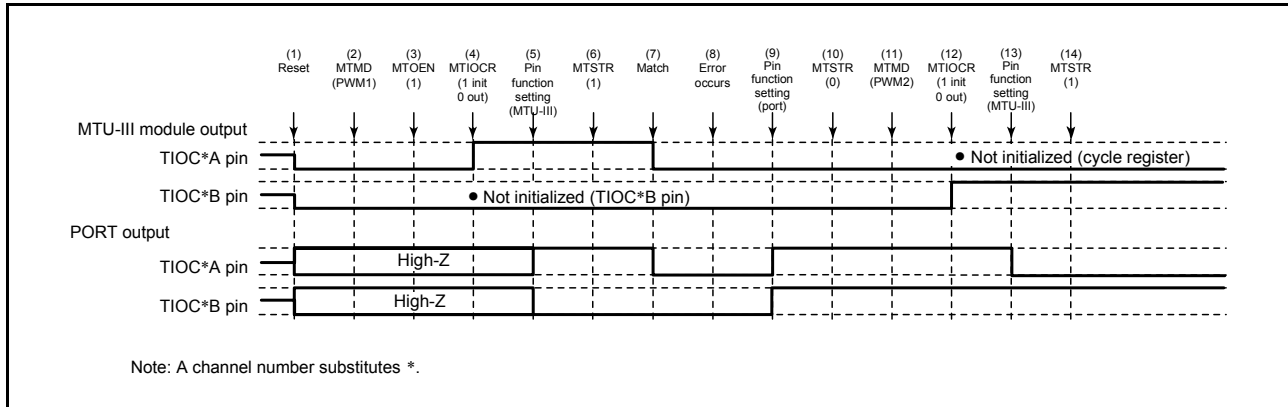 (1) Reset
(2) MTMD (PWM1)
(3) MTOEN (1)
(4) MTIOCR (1 init 0 out)
(5) Pin function setting (MTU-III)
(6) MTSTR (1)
(7) Match
(8) Error occurs
(9) Pin function setting (port)
(10) MTSTR (0)
(11) MTMD (PWM2)
(12) MTIOCR (1 init 0 out)
(13) Pin function setting (MTU-III)
(14) MTSTR (1)
MTU-III module output
TIOC*A pin
● Not initialized (cycle register)
TIOC*B pin
● Not initialized (TIOC*B pin)
PORT output
TIOC*A pin
High-Z
TIOC*B pin
High-Z
Note: A channel number substitutes *.